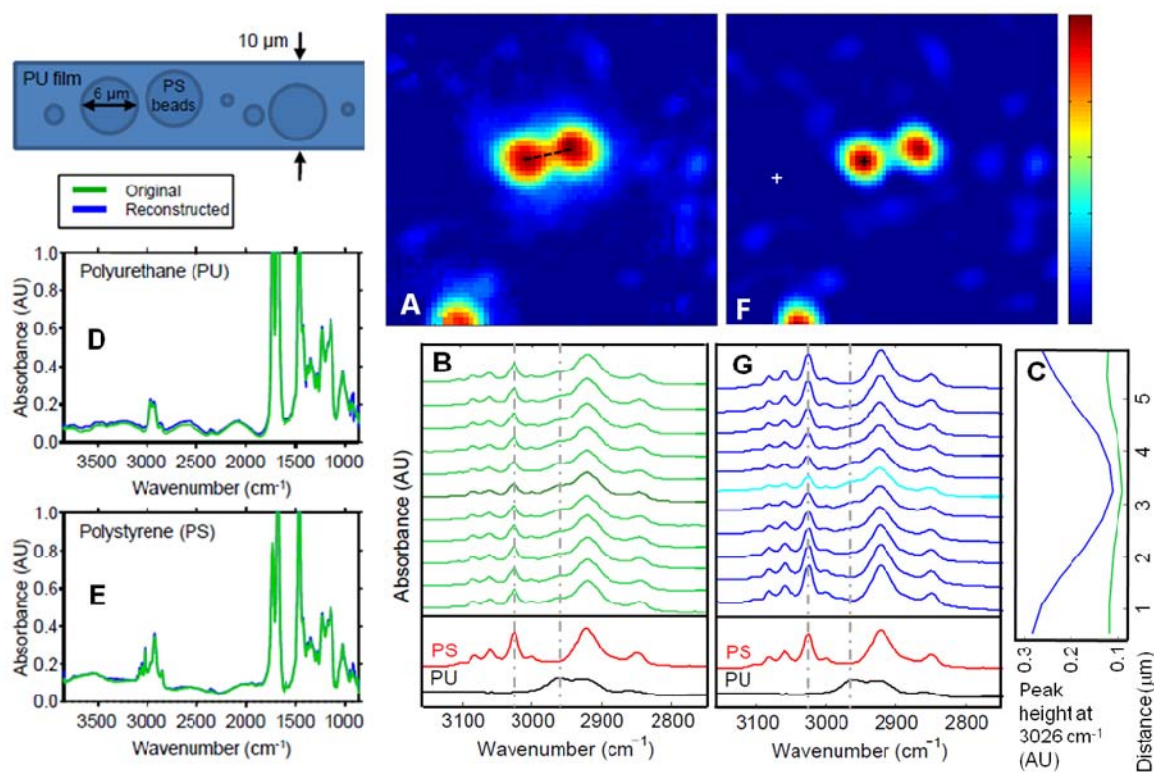 10 µm
PU film
6 µm
PS
beads
Original
Reconstructed
A
F
Absorbance (AU)
1.0
0.8
0.6
0.4
0.2
0.0
Polyurethane (PU)
D
3500 3000 2500 2000 1500 1000
Wavenumber (cm⁻¹)
Absorbance (AU)
1.0
0.8
0.6
0.4
0.2
0.0
Polystyrene (PS)
E
3500 3000 2500 2000 1500 1000
Wavenumber (cm⁻¹)
Absorbance (AU)
B
PS
PU
3100 3000 2900 2800
Wavenumber (cm⁻¹)
G
3100 3000 2900 2800
Wavenumber (cm⁻¹)
C
5
4
3
2
1
Distance (µm)
0.3 0.2 0.1
Peak
height at
3026 cm⁻¹
(AU)